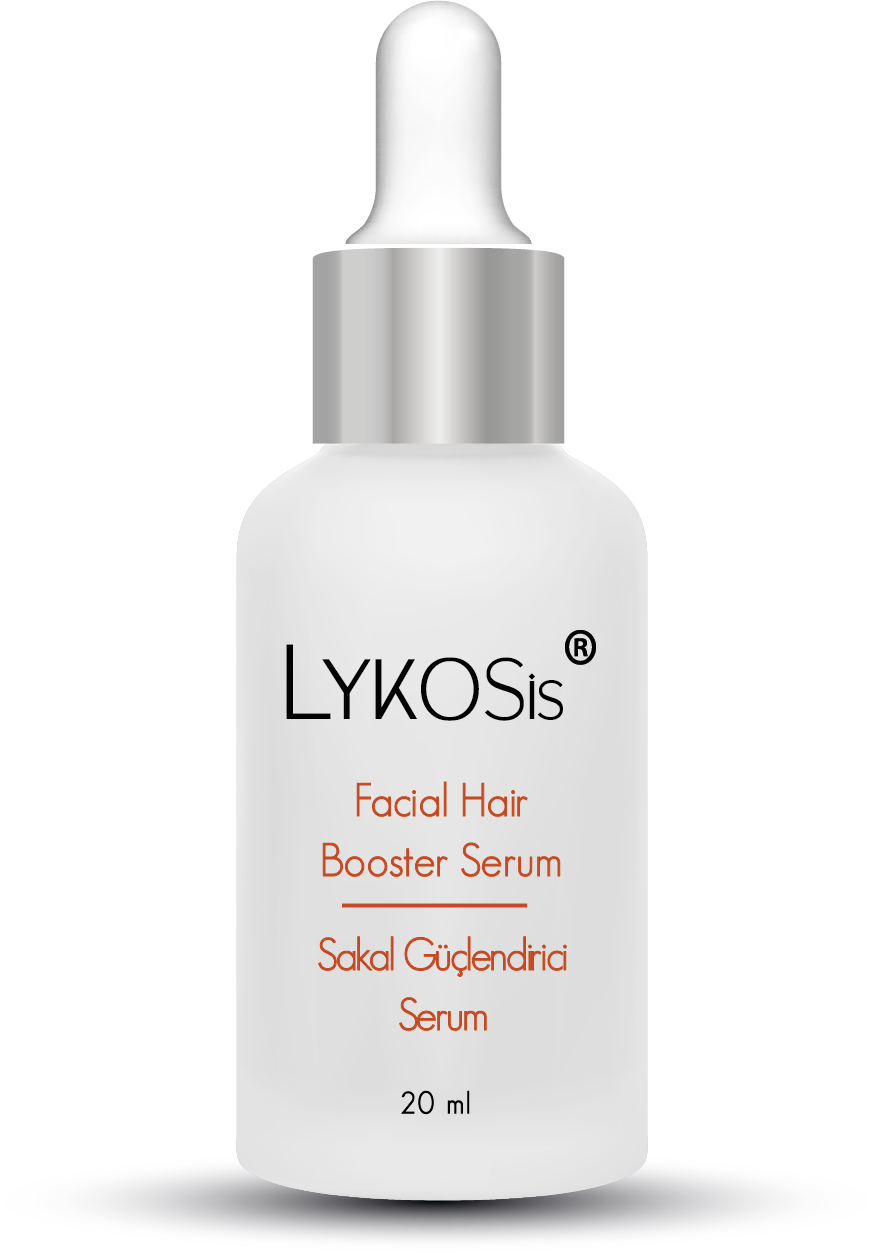 LYKOSis®
Facial Hair
Booster Serum
Sakal Güçlendirici
Serum
20 ml